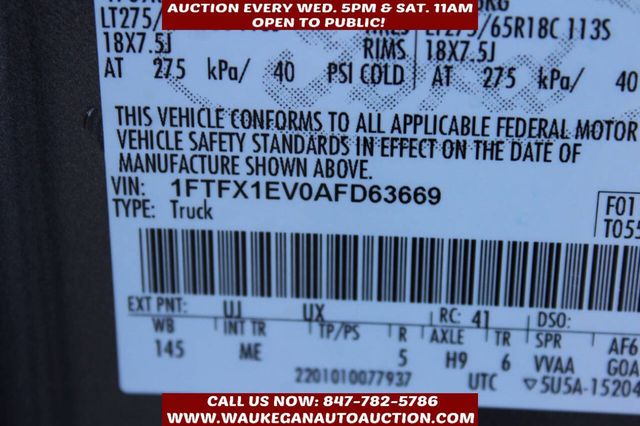 AUCTION EVERY WED. 5PM & SAT. 11AM
OPEN TO PUBLIC!
LT275/ LT275/65R18C 113S
18X7.5J RIMS 18X7.5J
AT 275 kPa/ 40 PSI COLD AT 275 kPa/ 40
THIS VEHICLE CONFORMS TO ALL APPLICABLE FEDERAL MOTOR
VEHICLE SAFETY STANDARDS IN EFFECT ON THE DATE OF
MANUFACTURE SHOWN ABOVE.
VIN: 1FTFX1EV0AFD63669
TYPE: Truck
F01
T055
EXT PNT: UJ UX RC: 41 DSO:
WB INT TR TP/PS R AXLE TR SPR AF6
145 ME 5 H9 6 VVAA G0A
2201010077937 UTC ▽5U5A-15204
CALL US NOW: 847-782-5786
WWW.WAUKEGANAUTOAUCTION.COM